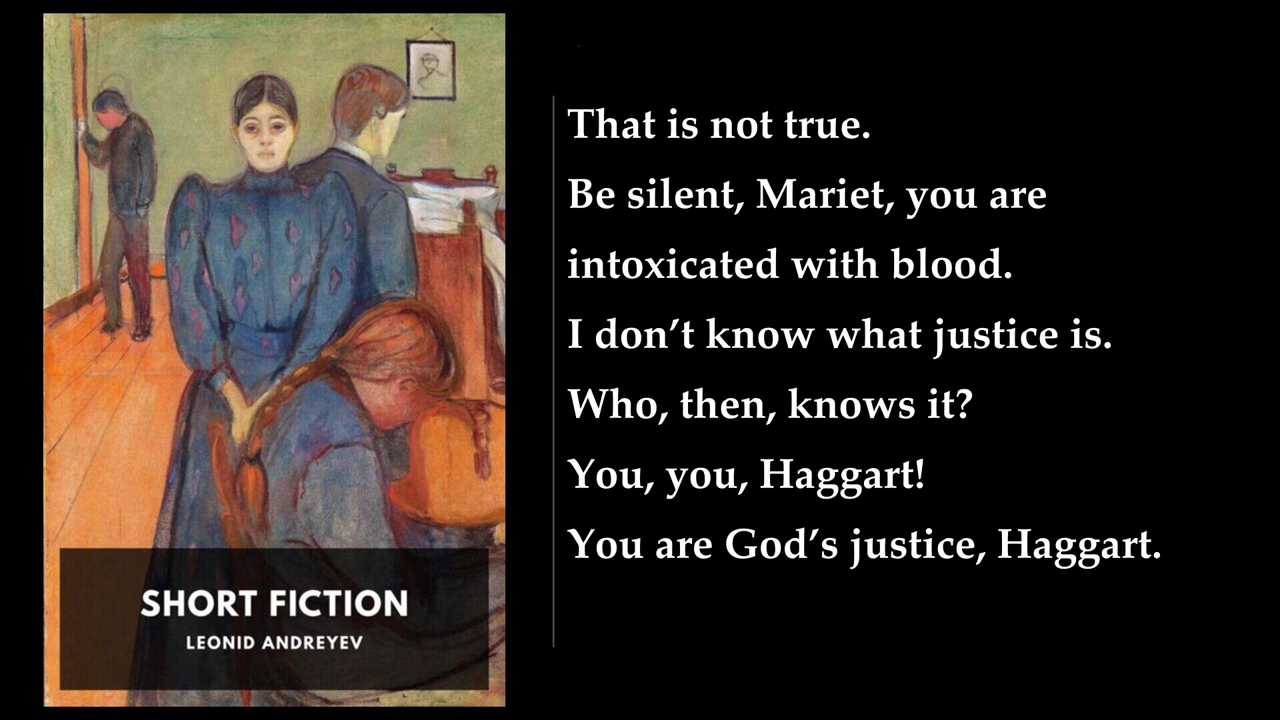 SHORT FICTION
LEONID ANDREYEV
That is not true.
Be silent, Mariet, you are
intoxicated with blood.
I don’t know what justice is.
Who, then, knows it?
You, you, Haggart!
You are God’s justice, Haggart.